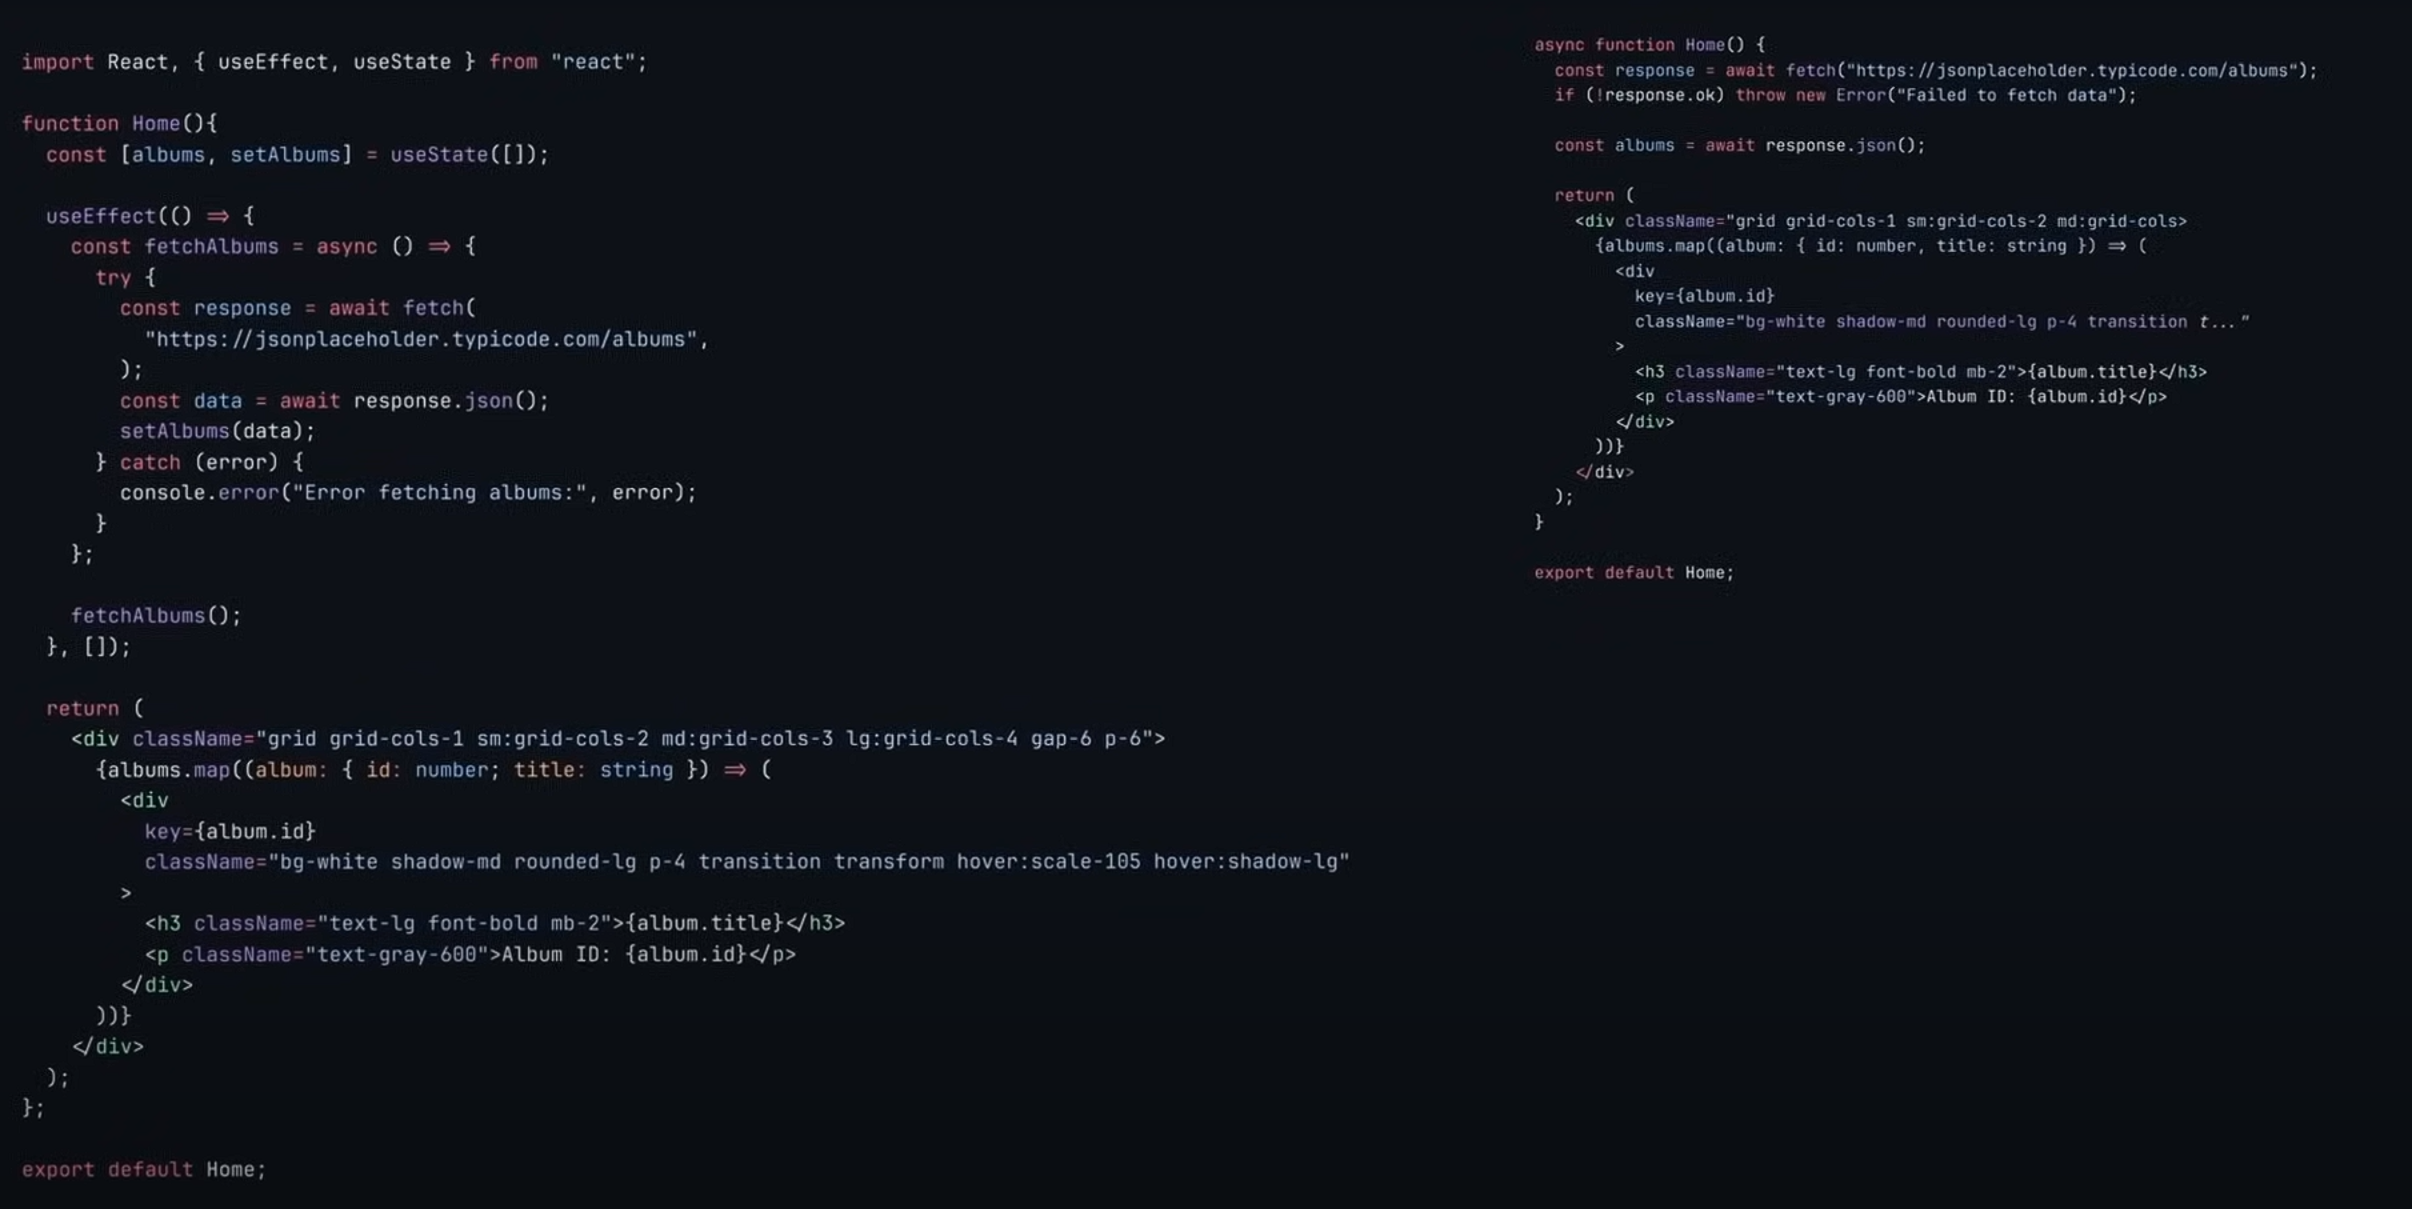 import React, { useEffect, useState } from "react";
function Home(){
  const [albums, setAlbums] = useState([]);
  useEffect(() => {
    const fetchAlbums = async () => {
      try {
        const response = await fetch(
          "https://jsonplaceholder.typicode.com/albums",
        );
        const data = await response.json();
        setAlbums(data);
      } catch (error) {
        console.error("Error fetching albums:", error);
      }
    };
    fetchAlbums();
  }, []);
  return (
    <div className="grid grid-cols-1 sm:grid-cols-2 md:grid-cols-3 lg:grid-cols-4 gap-6 p-6">
      {albums.map((album: { id: number; title: string }) => (
        <div
          key={album.id}
          className="bg-white shadow-md rounded-lg p-4 transition transform hover:scale-105 hover:shadow-lg"
        >
          <h3 className="text-lg font-bold mb-2">{album.title}</h3>
          <p className="text-gray-600">Album ID: {album.id}</p>
        </div>
      ))}
    </div>
  );
};
export default Home;
async function Home() {
  const response = await fetch("https://jsonplaceholder.typicode.com/albums");
  if (!response.ok) throw new Error("Failed to fetch data");
  const albums = await response.json();
  return (
    <div className="grid grid-cols-1 sm:grid-cols-2 md:grid-cols>
      {albums.map((album: { id: number, title: string }) => (
        <div
          key={album.id}
          className="bg-white shadow-md rounded-lg p-4 transition t..."
        >
          <h3 className="text-lg font-bold mb-2">{album.title}</h3>
          <p className="text-gray-600">Album ID: {album.id}</p>
        </div>
      ))}
    </div>
  );
}
export default Home;